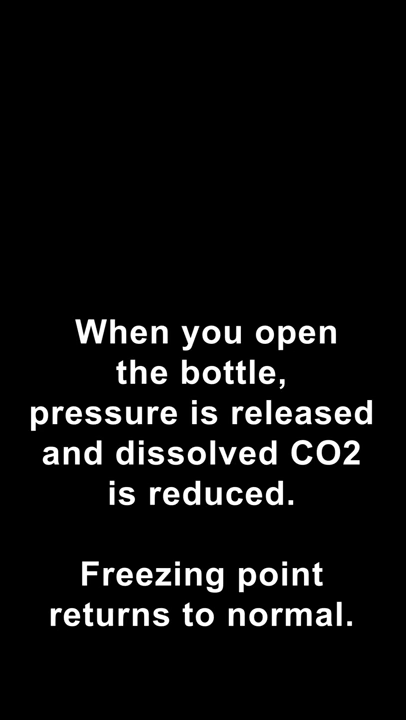 When you open
the bottle,
pressure is released
and dissolved CO2
is reduced.
Freezing point
returns to normal.